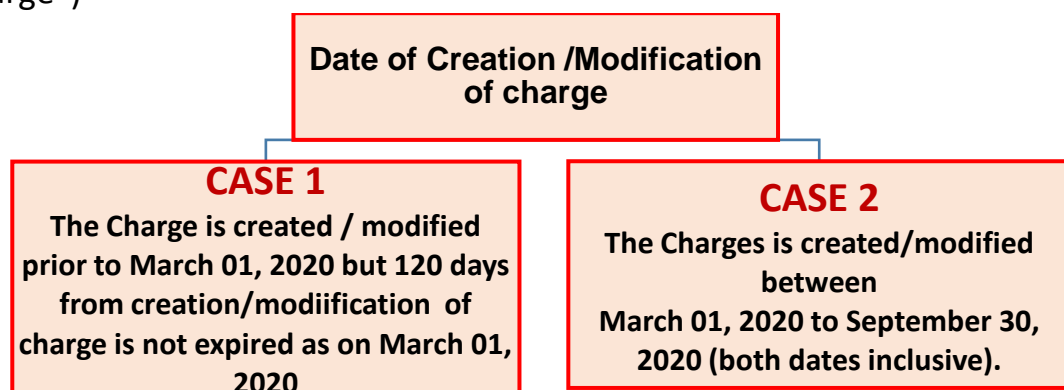 Date of Creation /Modification
of charge
CASE 1
The Charge is created / modified
prior to March 01, 2020 but 120 days
from creation/modiification of
charge is not expired as on March 01,
2020
CASE 2
The Charges is created/modified
between
March 01, 2020 to September 30,
2020 (both dates inclusive).